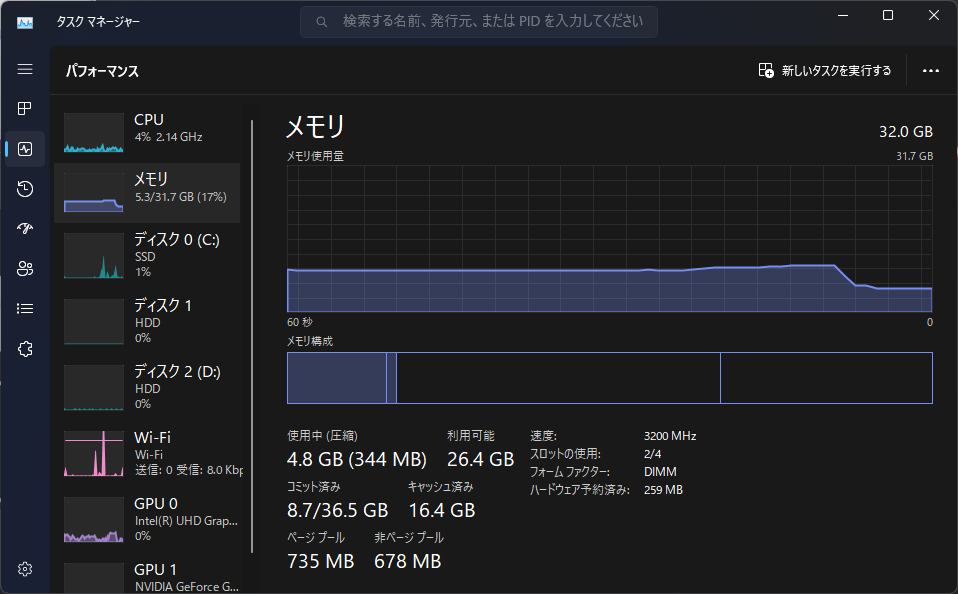 タスク マネージャー
検索する名前、発行元、または PID を入力してください
パフォーマンス
新しいタスクを実行する
CPU
4% 2.14 GHz
メモリ
5.3/31.7 GB (17%)
ディスク 0 (C:)
SSD
1%
ディスク 1
HDD
0%
ディスク 2 (D:)
HDD
0%
Wi-Fi
Wi-Fi
送信: 0 受信: 8.0 Kbp
GPU 0
Intel(R) UHD Grap...
0%
GPU 1
NVIDIA GeForce G...
メモリ
32.0 GB
メモリ使用量
31.7 GB
60 秒
0
メモリ構成
使用中 (圧縮)
4.8 GB (344 MB)
利用可能
26.4 GB
コミット済み
8.7/36.5 GB
キャッシュ済み
16.4 GB
ページ プール
735 MB
非ページ プール
678 MB
速度:
3200 MHz
スロットの使用:
2/4
フォーム ファクター:
DIMM
ハードウェア予約済み:
259 MB